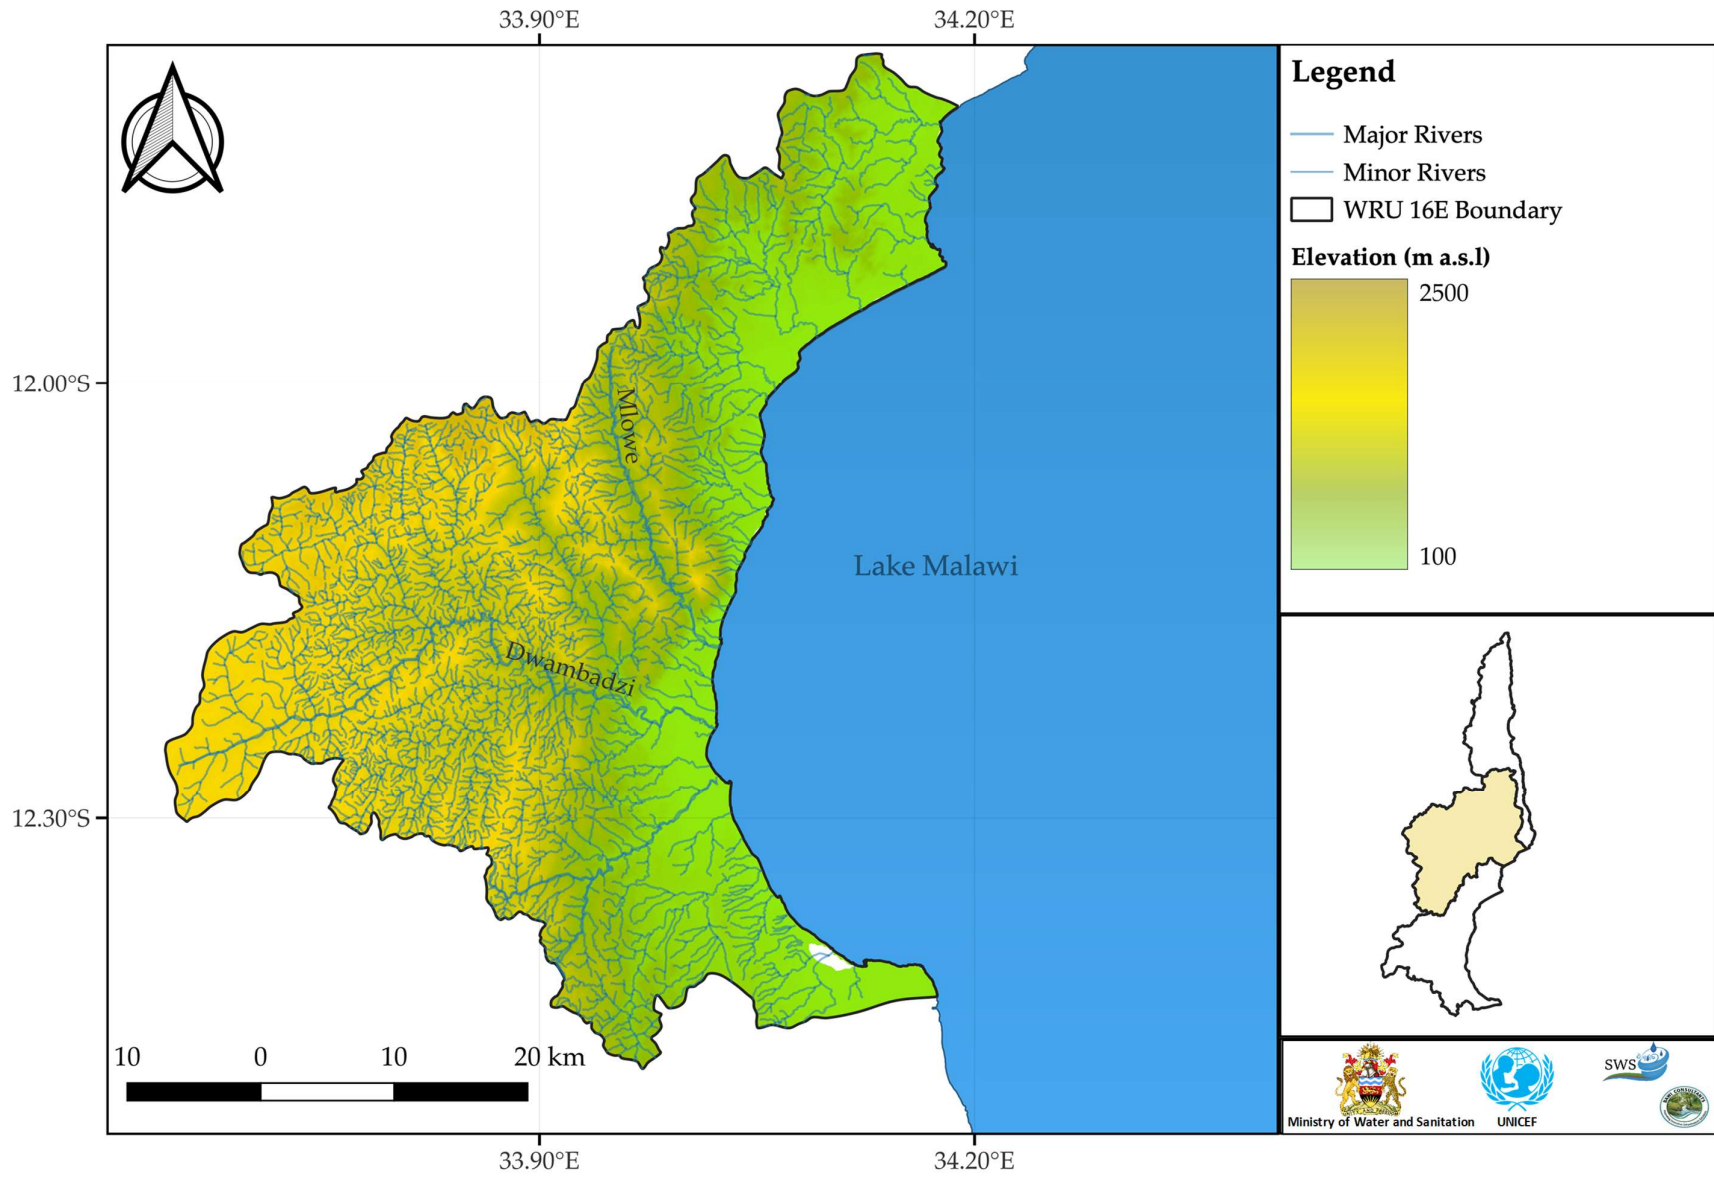 33.90°E
34.20°E
12.00°S
12.30°S
Mlowe
Dwambadzi
Lake Malawi
10 0 10 20 km
33.90°E
34.20°E
Legend
Major Rivers
Minor Rivers
WRU 16E Boundary
Elevation (m a.s.l)
2500
100
Ministry of Water and Sanitation
UNICEF
SWS